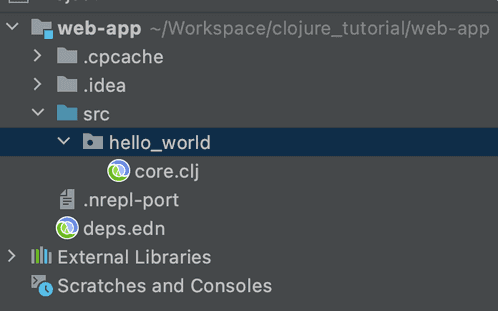 web-app ~/Workspace/clojure_tutorial/web-app
.cpcache
.idea
src
hello_world
core.clj
.nrepl-port
deps.edn
External Libraries
Scratches and Consoles